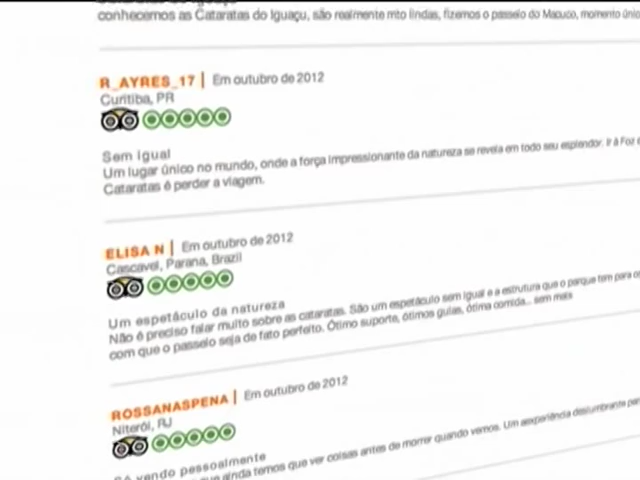 conhecemos as Cataratas do Iguaçu, são realmente mto lindas, fizemos o passeio do Macuco, momento únic
R_AYRES_17 | Em outubro de 2012
Curitiba, PR
Sem igual
Um lugar único no mundo, onde a força impressionante da natureza se revela em todo seu esplendor. Ir à Foz e
Cataratas é perder a viagem.
ELISA N | Em outubro de 2012
Cascavel, Parana, Brazil
Um espetáculo da natureza
Não é preciso falar muito sobre as cataratas. São um espetáculo sem igual e a estrutura que o parque tem para os
com que o passeio seja de fato perfeito. Ótimo suporte, ótimos guias, ótima comida... sem mais
ROSSANASPENA | Em outubro de 2012
Niterói, RJ
Só vendo pessoalmente
que ainda temos que ver coisas antes de morrer quando vemos. Um aexperiência deslumbrante